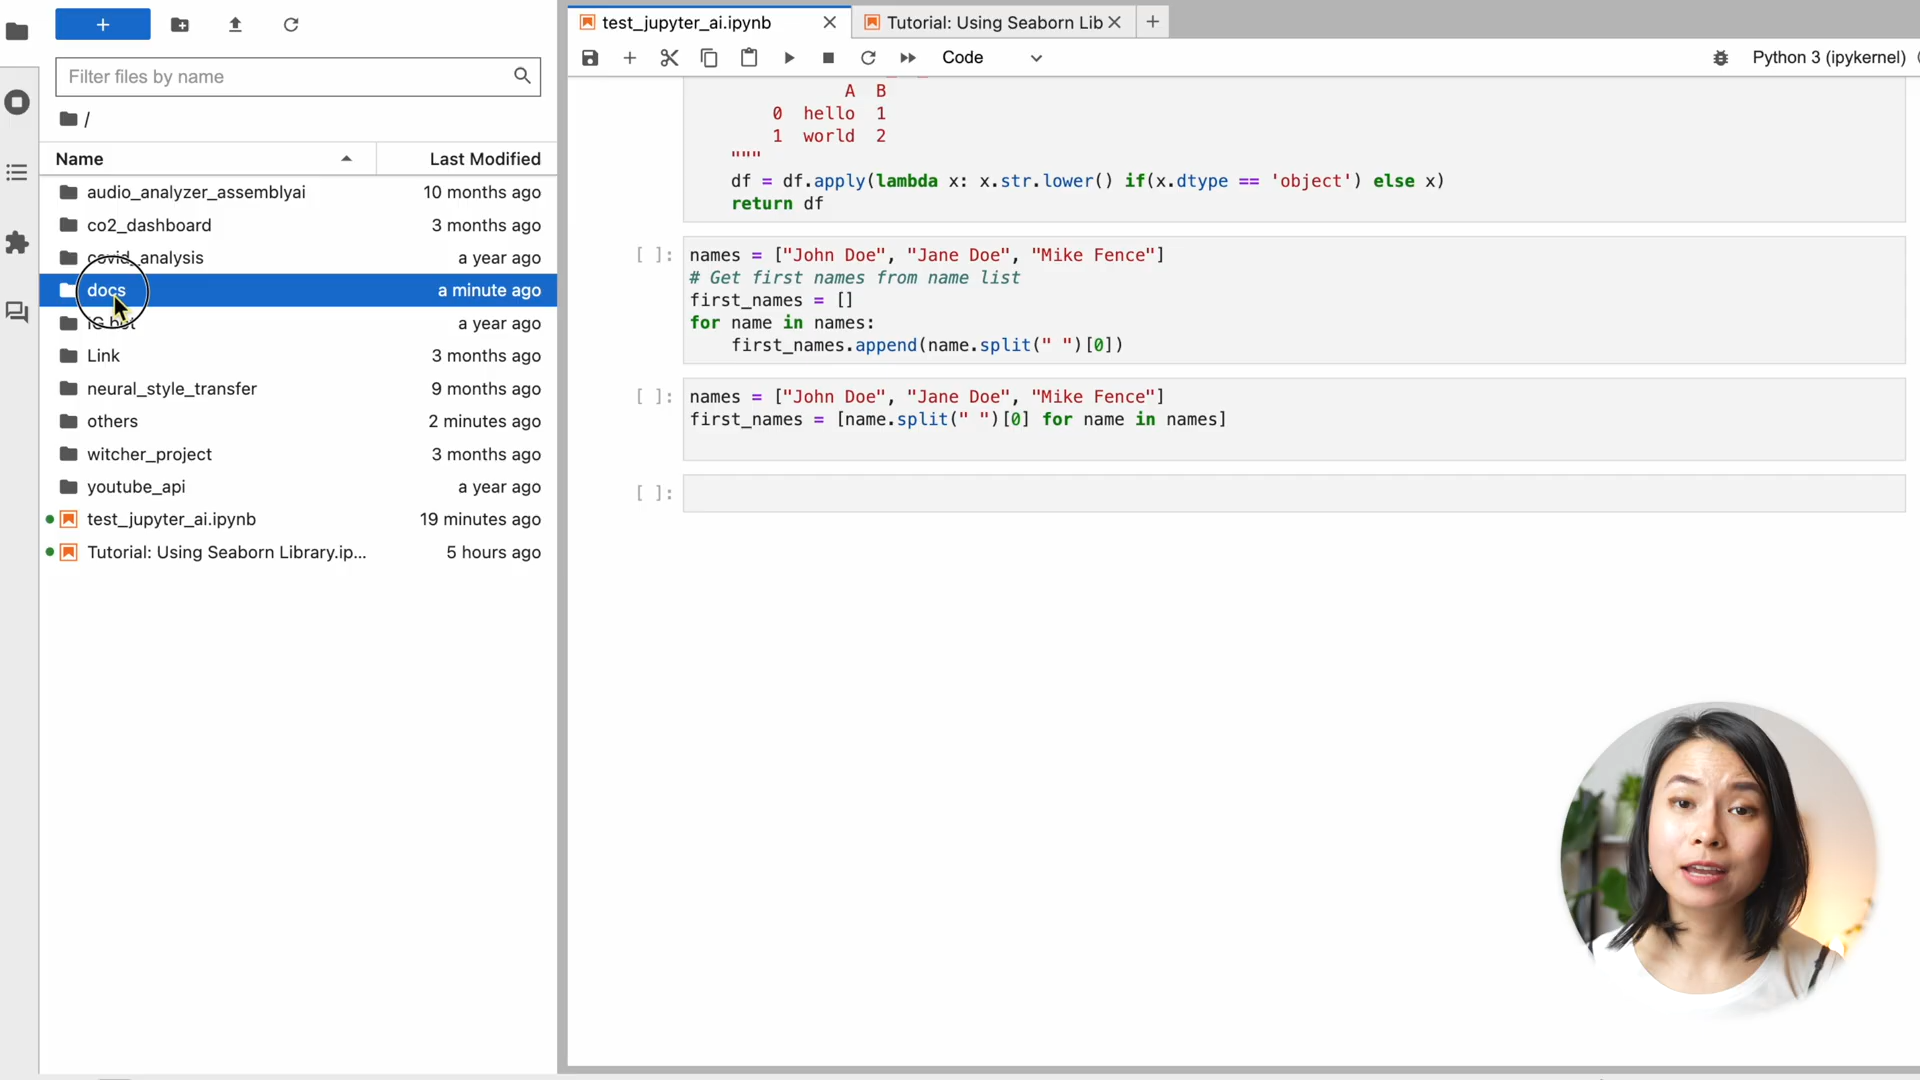 Filter files by name
/
Name Last Modified
audio_analyzer_assemblyai 10 months ago
co2_dashboard 3 months ago
covid_analysis a year ago
docs a minute ago
a year ago
Link 3 months ago
neural_style_transfer 9 months ago
others 2 minutes ago
witcher_project 3 months ago
youtube_api a year ago
test_jupyter_ai.ipynb 19 minutes ago
Tutorial: Using Seaborn Library.ip... 5 hours ago
test_jupyter_ai.ipynb
Tutorial: Using Seaborn Lib
Code
Python 3 (ipykernel)
A B
0 hello 1
1 world 2
"""
df = df.apply(lambda x: x.str.lower() if(x.dtype == 'object') else x)
return df
[ ]: names = ["John Doe", "Jane Doe", "Mike Fence"]
# Get first names from name list
first_names = []
for name in names:
first_names.append(name.split(" ")[0])
[ ]: names = ["John Doe", "Jane Doe", "Mike Fence"]
first_names = [name.split(" ")[0] for name in names]
[ ]: